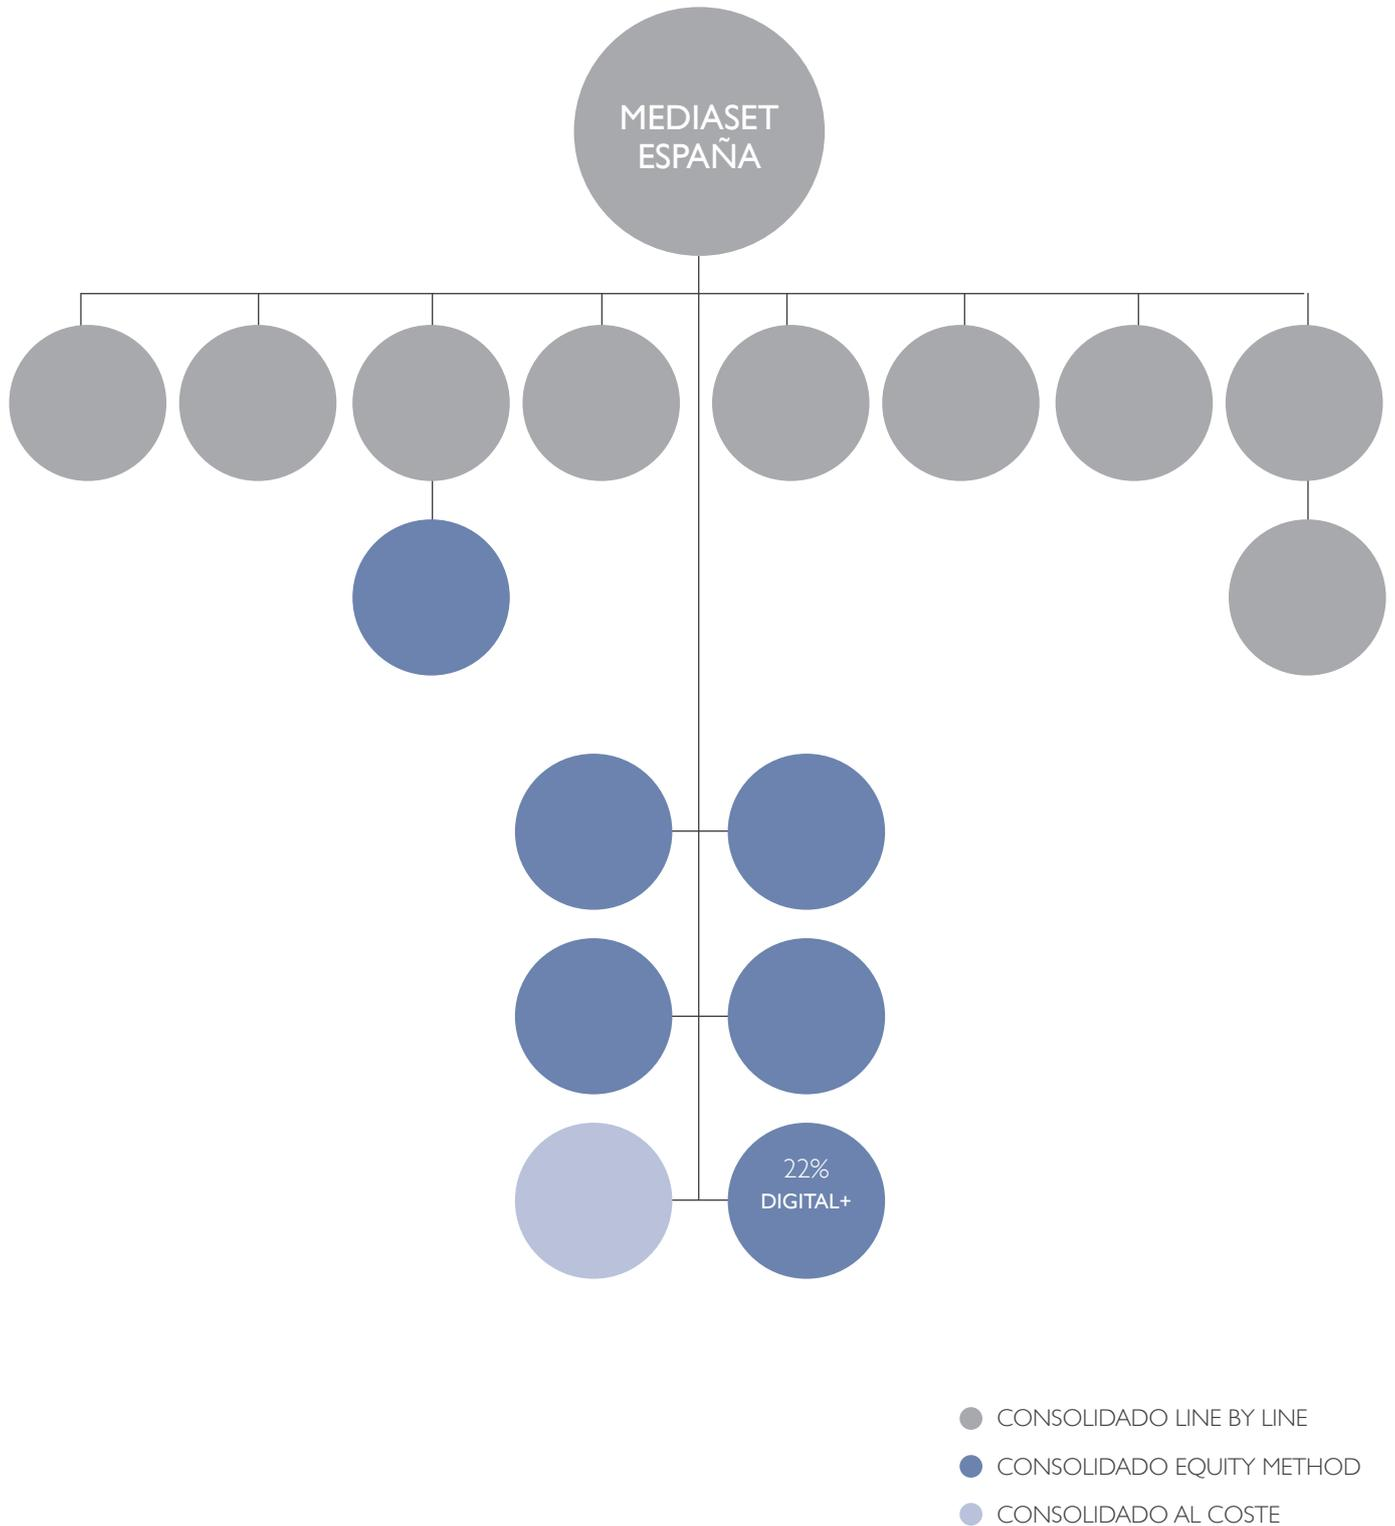 MEDIASET
ESPAÑA
22%
DIGITAL+
CONSOLIDADO LINE BY LINE
CONSOLIDADO EQUITY METHOD
CONSOLIDADO AL COSTE